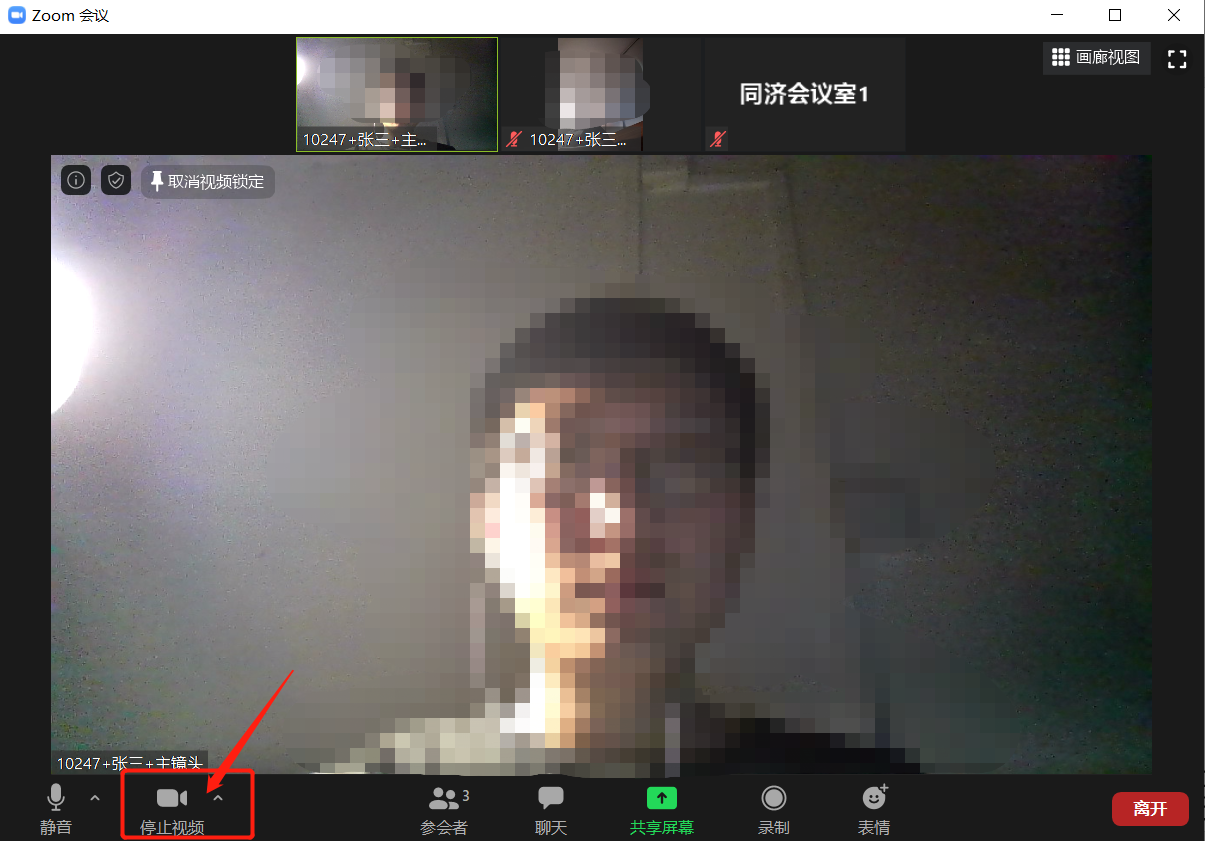 Zoom 会议
10247+张三+主...
10247+张三...
同济会议室1
画廊视图
取消视频锁定
10247+张三+主镜头
静音
停止视频
3
参会者
聊天
共享屏幕
录制
表情
离开